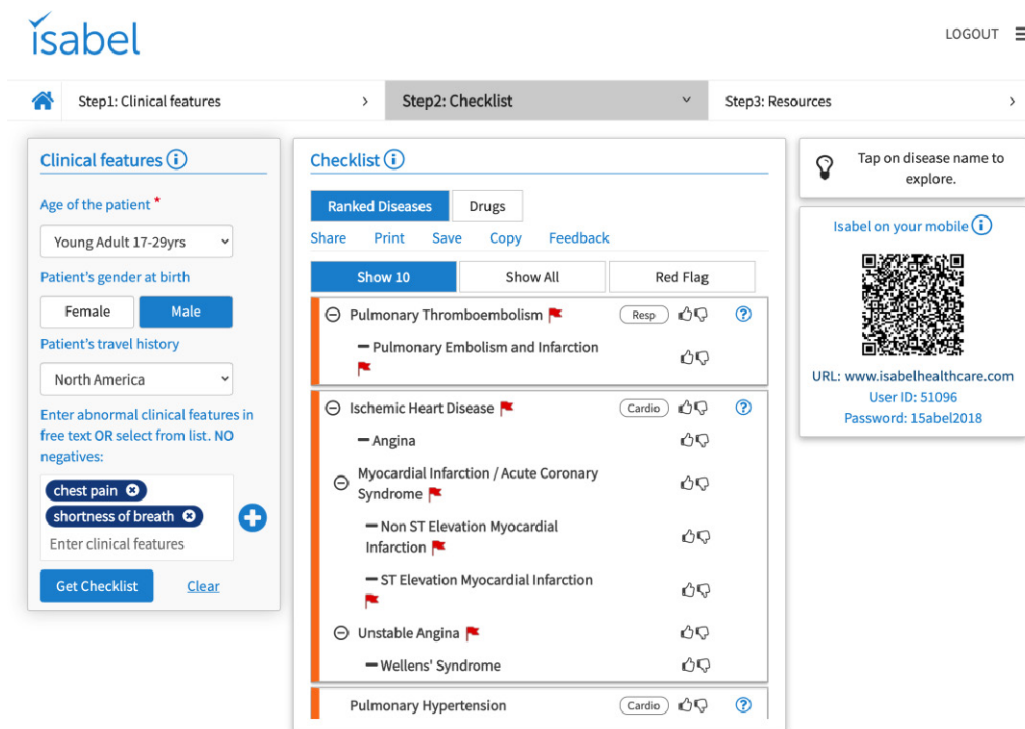 isabel
LOGOUT
Step1: Clinical features
Step2: Checklist
Step3: Resources
Clinical features
Age of the patient *
Young Adult 17-29yrs
Patient's gender at birth
Female
Male
Patient's travel history
North America
Enter abnormal clinical features in
free text OR select from list. NO
negatives:
chest pain
shortness of breath
Enter clinical features
Get Checklist
Clear
Checklist
Ranked Diseases
Drugs
Share
Print
Save
Copy
Feedback
Show 10
Show All
Red Flag
Pulmonary Thromboembolism
Resp
Pulmonary Embolism and Infarction
Ischemic Heart Disease
Cardio
Angina
Myocardial Infarction / Acute Coronary
Syndrome
Non ST Elevation Myocardial
Infarction
ST Elevation Myocardial Infarction
Unstable Angina
Wellens' Syndrome
Pulmonary Hypertension
Cardio
Tap on disease name to
explore.
Isabel on your mobile
URL: www.isabelhealthcare.com
User ID: 51096
Password: 15abel2018